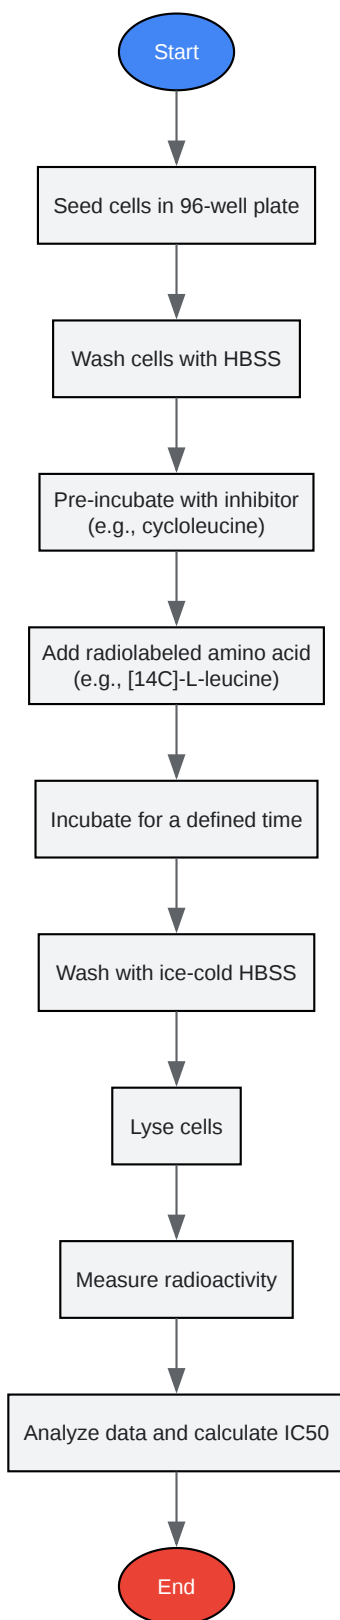 Start
Seed cells in 96-well plate
Wash cells with HBSS
Pre-incubate with inhibitor
(e.g., cycloleucine)
Add radiolabeled amino acid
(e.g., [14C]-L-leucine)
Incubate for a defined time
Wash with ice-cold HBSS
Lyse cells
Measure radioactivity
Analyze data and calculate IC50
End